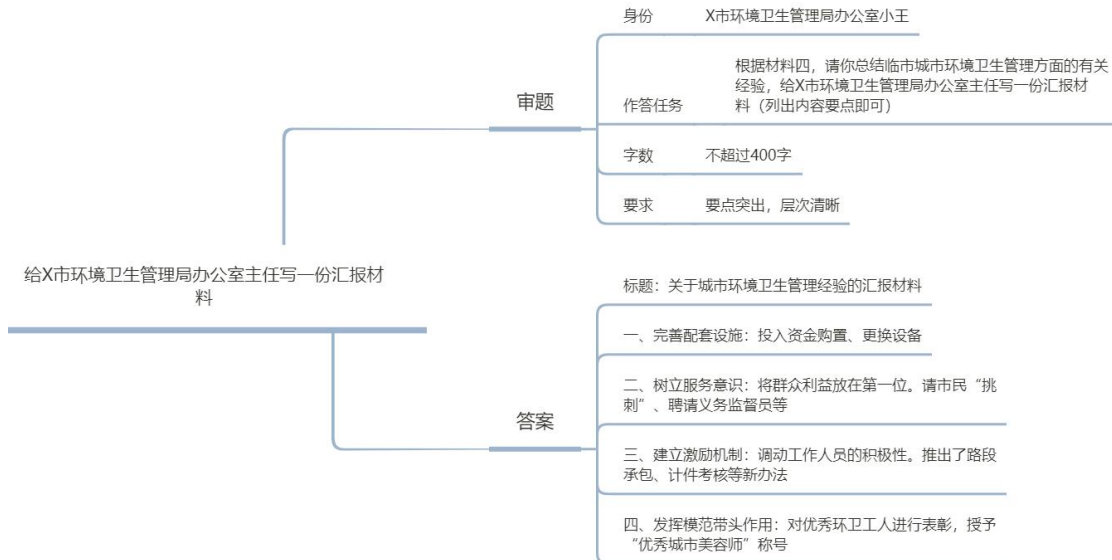 给X市环境卫生管理局办公室主任写一份汇报材
料
审题
身份
X市环境卫生管理局办公室小王
作答任务
根据材料四，请你总结临市城市环境卫生管理方面的有关
经验，给X市环境卫生管理局办公室主任写一份汇报材
料（列出内容要点即可）
字数
不超过400字
要求
要点突出，层次清晰
答案
标题：关于城市环境卫生管理经验的汇报材料
一、完善配套设施：投入资金购置、更换设备
二、树立服务意识：将群众利益放在第一位。请市民“挑
刺”、聘请义务监督员等
三、建立激励机制：调动工作人员的积极性。推出了路段
承包、计件考核等新办法
四、发挥模范带头作用：对优秀环卫工人进行表彰，授予
“优秀城市美容师”称号